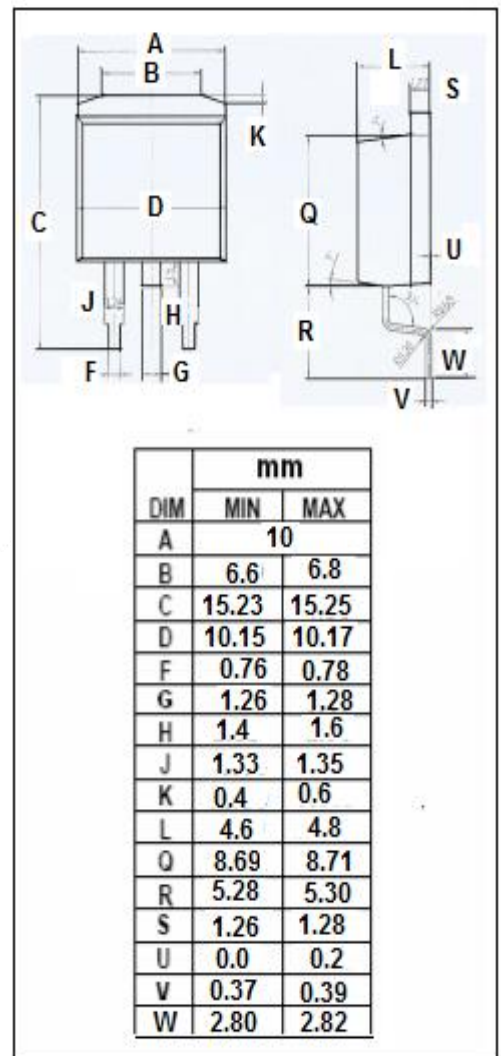 A
B
L
S
K
C
D
Q
U
J
H
R
F
G
W
V
mm
DIM MIN MAX
A 10
B 6.6 6.8
C 15.23 15.25
D 10.15 10.17
F 0.76 0.78
G 1.26 1.28
H 1.4 1.6
J 1.33 1.35
K 0.4 0.6
L 4.6 4.8
Q 8.69 8.71
R 5.28 5.30
S 1.26 1.28
U 0.0 0.2
V 0.37 0.39
W 2.80 2.82